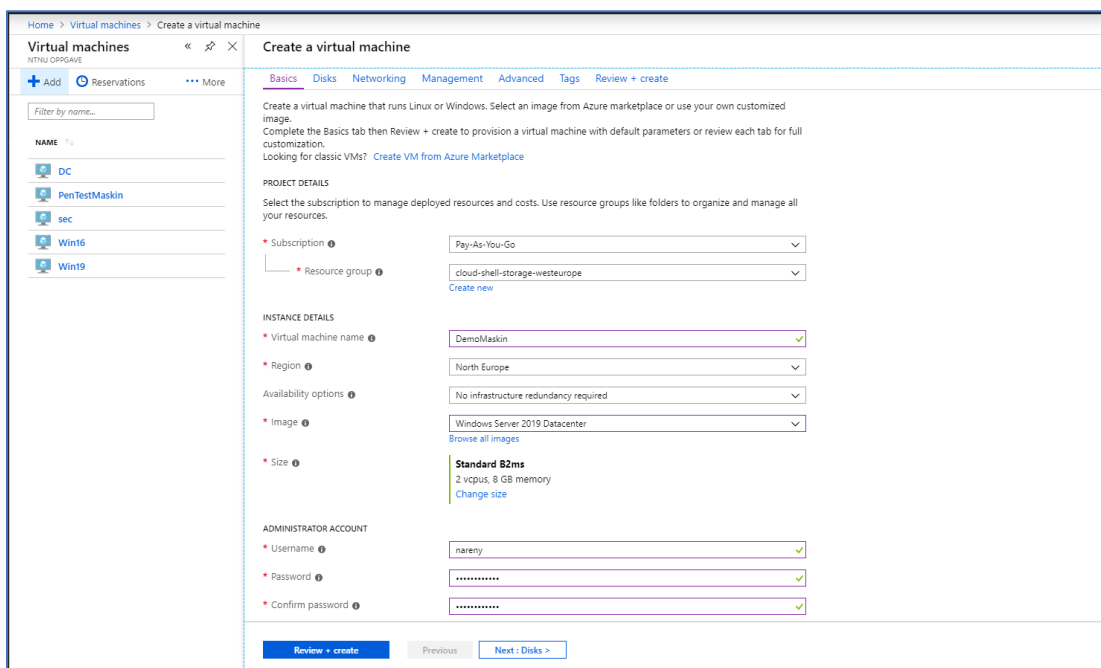 Home > Virtual machines > Create a virtual machine
Virtual machines
NTNU OPPGAVE
Add Reservations ••• More
Filter by name...
NAME
DC
PenTestMaskin
sec
Win16
Win19
Create a virtual machine
Basics Disks Networking Management Advanced Tags Review + create
Create a virtual machine that runs Linux or Windows. Select an image from Azure marketplace or use your own customized
image.
Complete the Basics tab then Review + create to provision a virtual machine with default parameters or review each tab for full
customization.
Looking for classic VMs? Create VM from Azure Marketplace
PROJECT DETAILS
Select the subscription to manage deployed resources and costs. Use resource groups like folders to organize and manage all
your resources.
* Subscription Pay-As-You-Go
* Resource group cloud-shell-storage-westeurope
Create new
INSTANCE DETAILS
* Virtual machine name DemoMaskin
* Region North Europe
Availability options No infrastructure redundancy required
* Image Windows Server 2019 Datacenter
Browse all images
* Size Standard B2ms
2 vcpus, 8 GB memory
Change size
ADMINISTRATOR ACCOUNT
* Username nareny
* Password ••••••••••••
* Confirm password ••••••••••••
Review + create Previous Next : Disks >